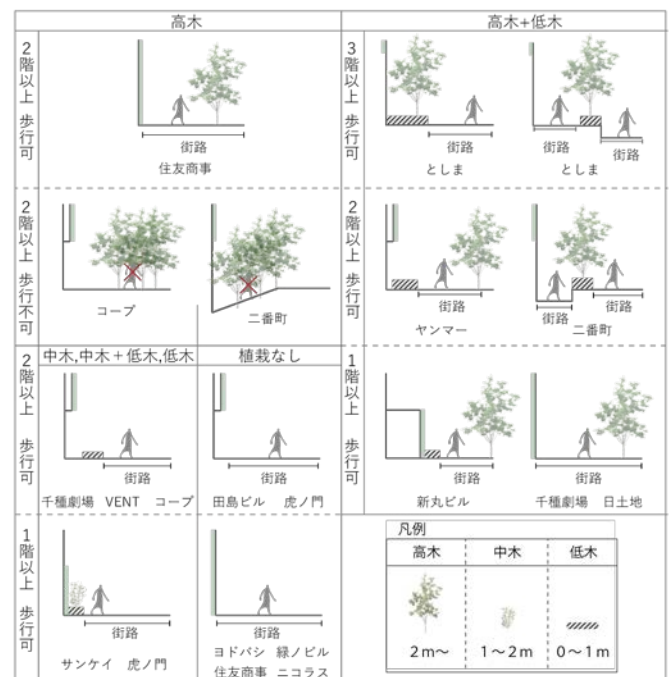 高木
高木+低木
2階以上 歩行可
街路
住友商事
3階以上 歩行可
街路
としま
街路
街路
としま
2階以上 歩行不可
コープ
二番町
2階以上 歩行可
街路
ヤンマー
街路
街路
二番町
中木,中木+低木,低木
植栽なし
2階以上 歩行可
街路
千種劇場 VENT コープ
街路
田島ビル 虎ノ門
1階以上 歩行可
街路
新丸ビル
街路
千種劇場 日土地
1階以上 歩行可
街路
サンケイ 虎ノ門
街路
ヨドバシ 緑ノビル
住友商事 ニコラス
凡例
高木
中木
低木
2m〜
1〜2m
0〜1m